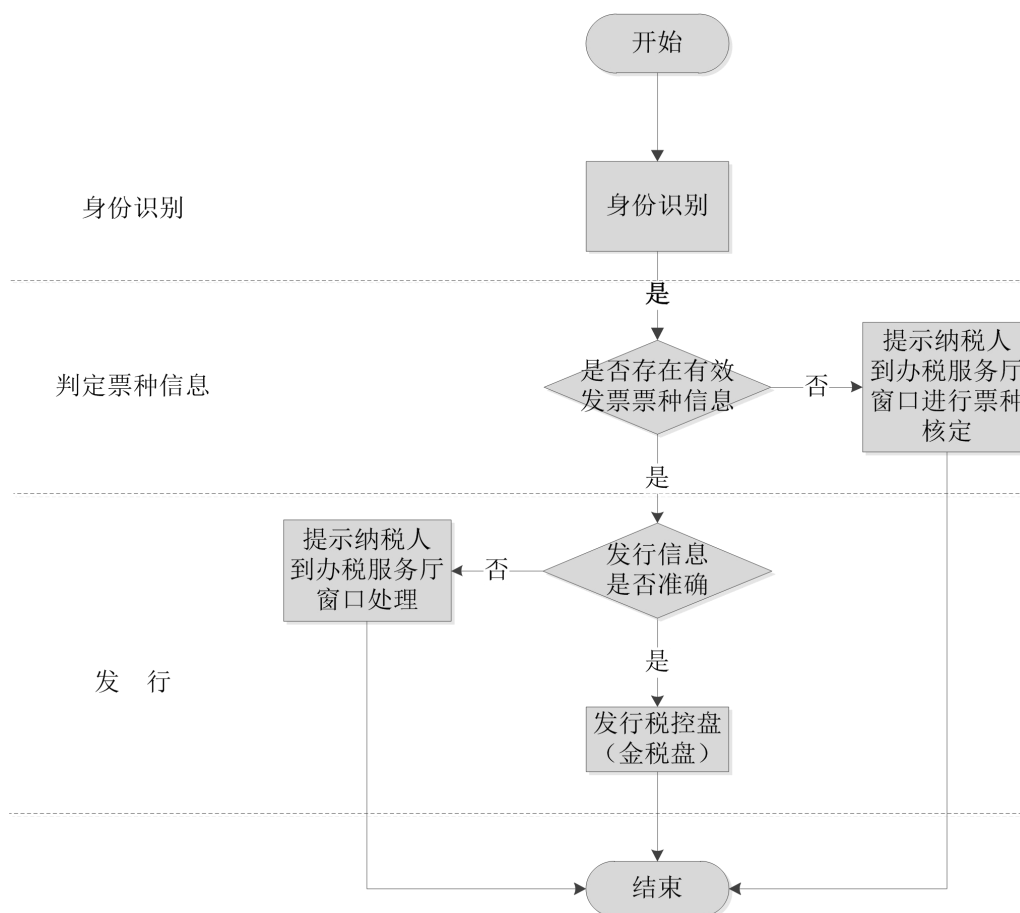 开始
身份识别
身份识别
是
判定票种信息
是否存在有效
发票票种信息
否
提示纳税人
到办税服务厅
窗口进行票种
核定
是
提示纳税人
到办税服务厅
窗口处理
否
发行信息
是否准确
是
发　行
发行税控盘
（金税盘）
结束